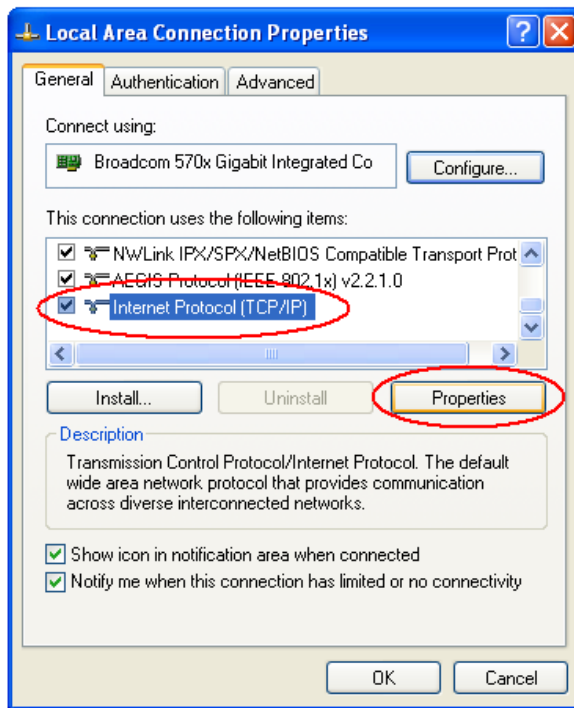 Local Area Connection Properties
General Authentication Advanced
Connect using:
Broadcom 570x Gigabit Integrated Co
Configure...
This connection uses the following items:
NWLink IPX/SPX/NetBIOS Compatible Transport Prot
AEGIS Protocol (IEEE 802.1x) v2.2.1.0
Internet Protocol (TCP/IP)
Install... Uninstall Properties
Description
Transmission Control Protocol/Internet Protocol. The default
wide area network protocol that provides communication
across diverse interconnected networks.
Show icon in notification area when connected
Notify me when this connection has limited or no connectivity
OK Cancel